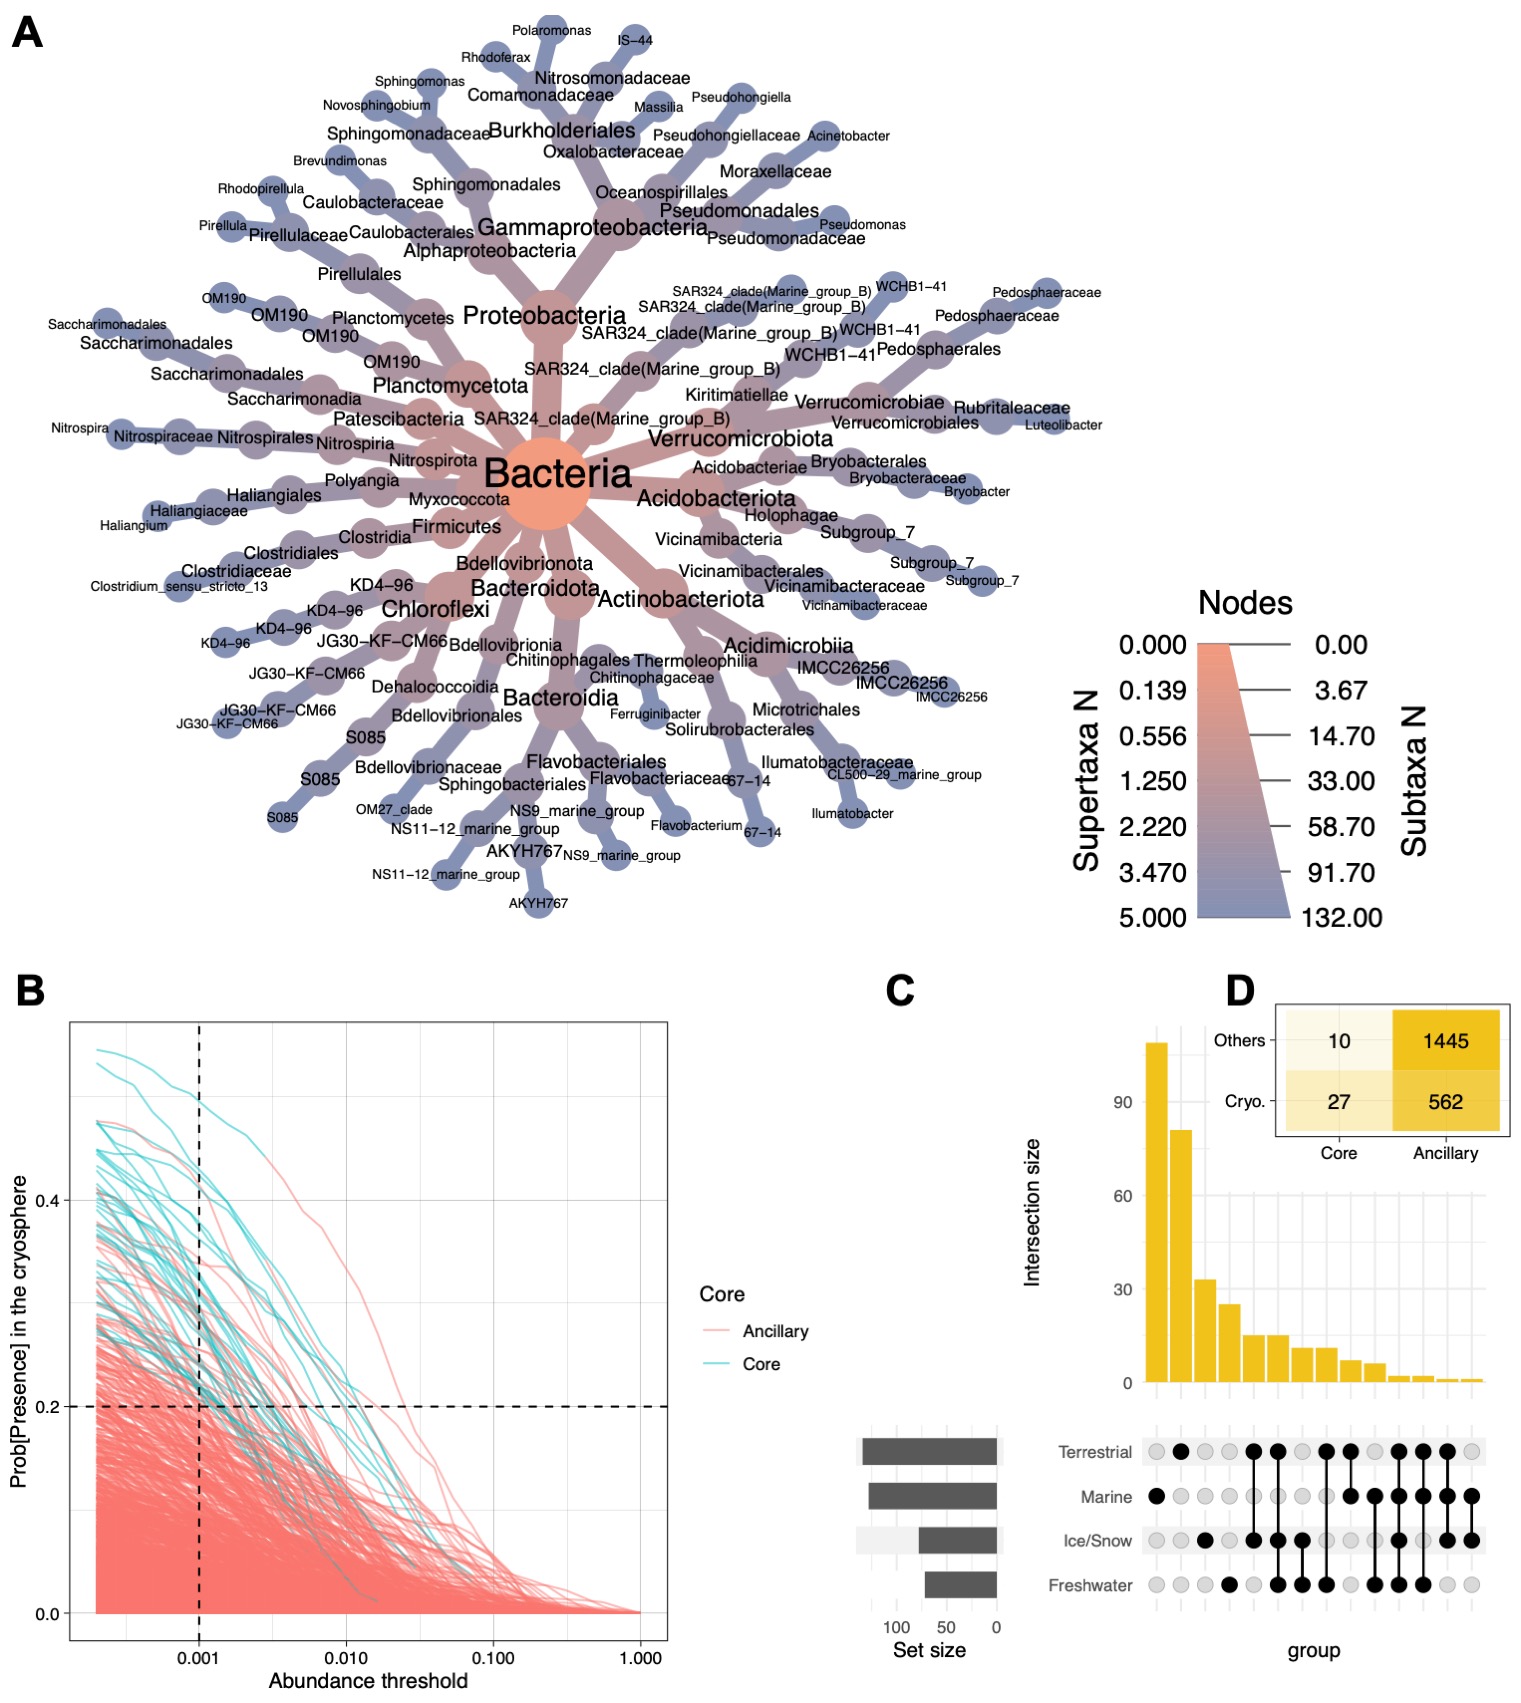 A
Polaromonas
IS−44
Rhodoferax
Nitrosomonadaceae
Sphingomonas
Comamonadaceae
Pseudohongiella
Novosphingobium
Massilia
Sphingomonadaceae
Burkholderiales
Pseudohongiellaceae
Acinetobacter
Oxalobacteraceae
Brevundimonas
Moraxellaceae
Rhodopirellula
Sphingomonadales
Oceanospirillales
Caulobacteraceae
Pseudomonadales
Pirellula
Pirellulaceae
Caulobacterales
Gammaproteobacteria
Pseudomonas
Pseudomonadaceae
Alphaproteobacteria
Pirellulales
SAR324_clade(Marine_group_B)
WCHB1−41
Pedosphaeraceae
OM190
SAR324_clade(Marine_group_B)
OM190
Planctomycetes
Proteobacteria
Pedosphaeraceae
Saccharimonadales
OM190
SAR324_clade(Marine_group_B)
WCHB1−41
Saccharimonadales
WCHB1−41
Pedosphaerales
OM190
SAR324_clade(Marine_group_B)
Saccharimonadales
Planctomycetota
Kiritimatiellae
Saccharimonadia
Verrucomicrobiae
Rubritaleaceae
Patescibacteria
SAR324_clade(Marine_group_B)
Verrucomicrobiales
Luteolibacter
Nitrospira
Nitrospiraceae
Nitrospirales
Nitrospiria
Verrucomicrobiota
Nitrospirota
Bacteria
Acidobacteriae
Bryobacterales
Polyangia
Bryobacteraceae
Haliangiales
Myxococcota
Acidobacteriota
Bryobacter
Haliangiaceae
Holophagae
Haliangium
Firmicutes
Clostridia
Vicinamibacteria
Subgroup_7
Clostridiales
Bdellovibrionota
Subgroup_7
Clostridiaceae
Vicinamibacterales
Subgroup_7
Clostridium_sensu_stricto_13
KD4−96
Bacteroidota
Vicinamibacteraceae
Actinobacteriota
Vicinamibacteraceae
KD4−96
Chloroflexi
KD4−96
KD4−96
JG30−KF−CM66
Bdellovibrionia
Acidimicrobiia
Chitinophagales
Thermoleophilia
IMCC26256
JG30−KF−CM66
Chitinophagaceae
IMCC26256
Dehalococcoidia
Bacteroidia
IMCC26256
JG30−KF−CM66
Bdellovibrionales
Ferruginibacter
Microtrichales
JG30−KF−CM66
Solirubrobacterales
S085
Bdellovibrionaceae
Flavobacteriales
Ilumatobacteraceae
S085
Sphingobacteriales
Flavobacteriaceae
67−14
CL500−29_marine_group
OM27_clade
NS9_marine_group
Ilumatobacter
S085
NS11−12_marine_group
Flavobacterium
67−14
AKYH767
NS9_marine_group
NS11−12_marine_group
AKYH767
Nodes
0.000
0.00
0.139
3.67
0.556
14.70
1.250
33.00
2.220
58.70
3.470
91.70
5.000
132.00
Supertaxa N
Subtaxa N
B
Prob[Presence] in the cryosphere
0.4
0.2
0.0
0.001
0.010
0.100
1.000
Abundance threshold
Core
Ancillary
Core
C
Intersection size
90
60
30
0
Terrestrial
Marine
Ice/Snow
Freshwater
100
50
0
Set size
group
D
Others
10
1445
Cryo.
27
562
Core
Ancillary